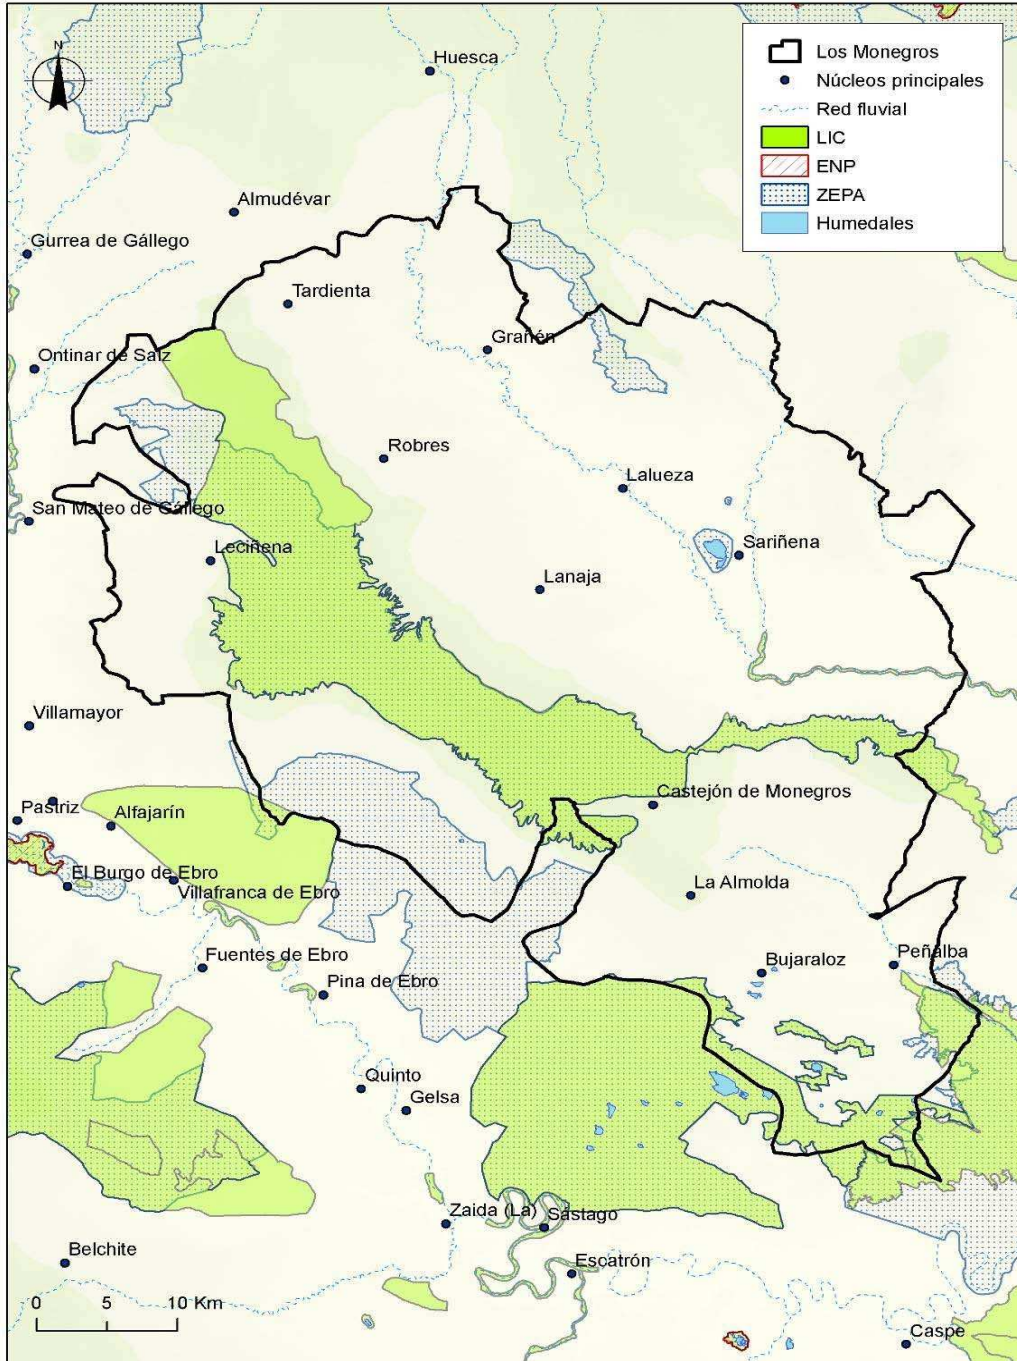 N
Huesca
Los Monegros
Núcleos principales
Red fluvial
LIC
ENP
ZEPA
Humedales
Almudévar
Gurrea de Gállego
Tardienta
Grañén
Ontinar de Salz
Robres
Lalueza
San Mateo de Gállego
Leciñena
Sariñena
Lanaja
Villamayor
Castejón de Monegros
Pastriz
Alfajarín
El Burgo de Ebro
Villafranca de Ebro
La Almolda
Fuentes de Ebro
Bujaraloz
Peñalba
Pina de Ebro
Quinto
Gelsa
Zaida (La)
Sástago
Belchite
Escatrón
0 5 10 Km
Caspe